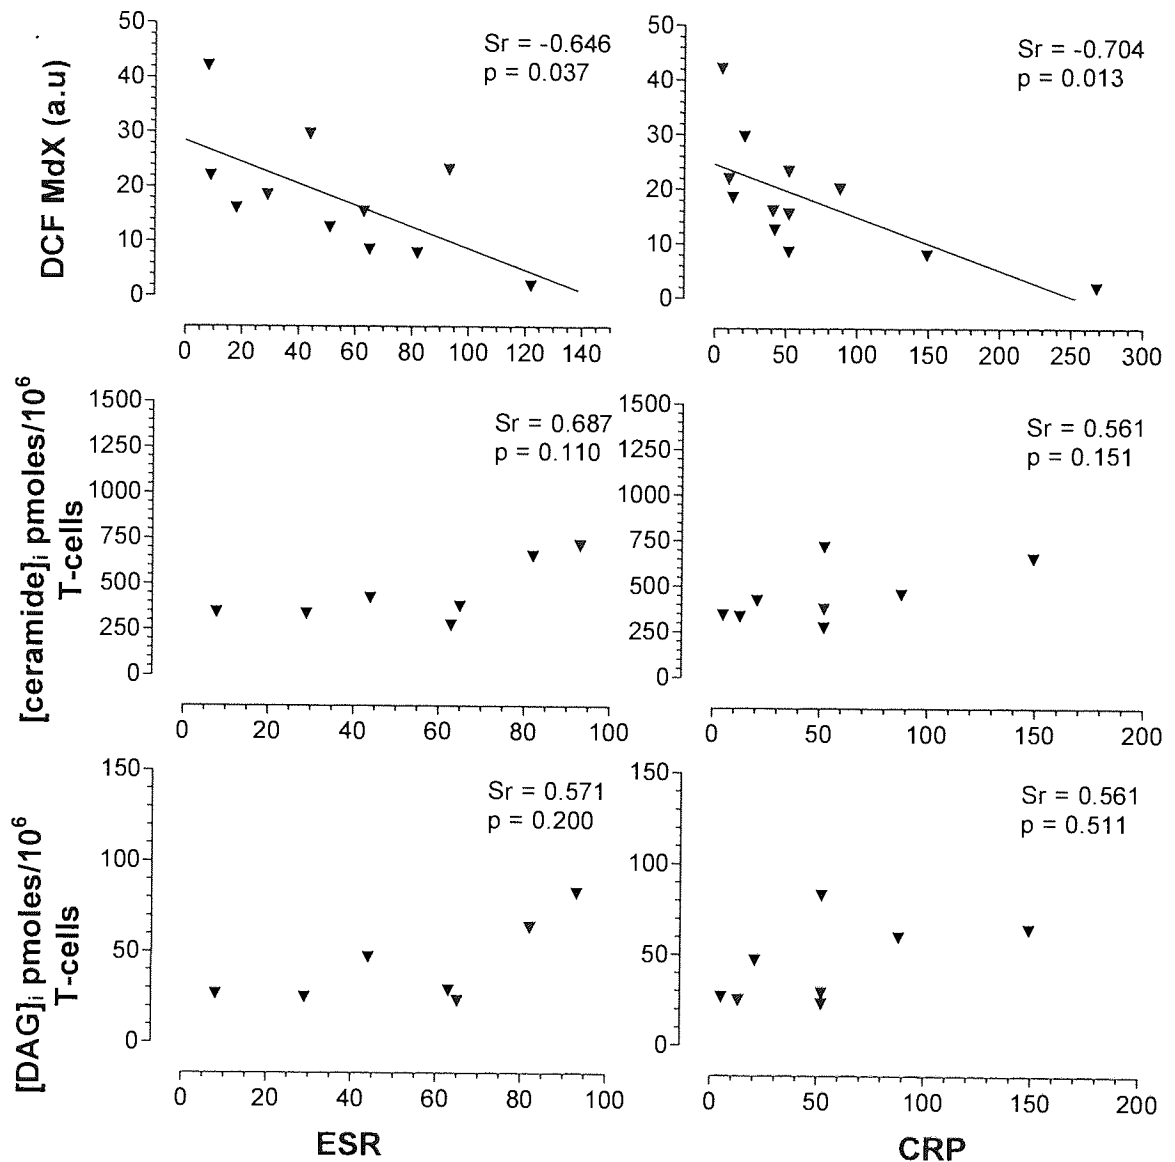 50
40
30
20
10
0
DCF MdX (a.u)
Sr = -0.646
p = 0.037
0 20 40 60 80 100 120 140
50
40
30
20
10
0
Sr = -0.704
p = 0.013
0 50 100 150 200 250 300
1500
1250
1000
750
500
250
0
[ceramide]i pmoles/10⁶
T-cells
Sr = 0.687
p = 0.110
0 20 40 60 80 100
1500
1250
1000
750
500
250
0
Sr = 0.561
p = 0.151
0 50 100 150 200
150
100
50
0
[DAG]i pmoles/10⁶
T-cells
Sr = 0.571
p = 0.200
0 20 40 60 80 100
ESR
150
100
50
0
Sr = 0.561
p = 0.511
0 50 100 150 200
CRP